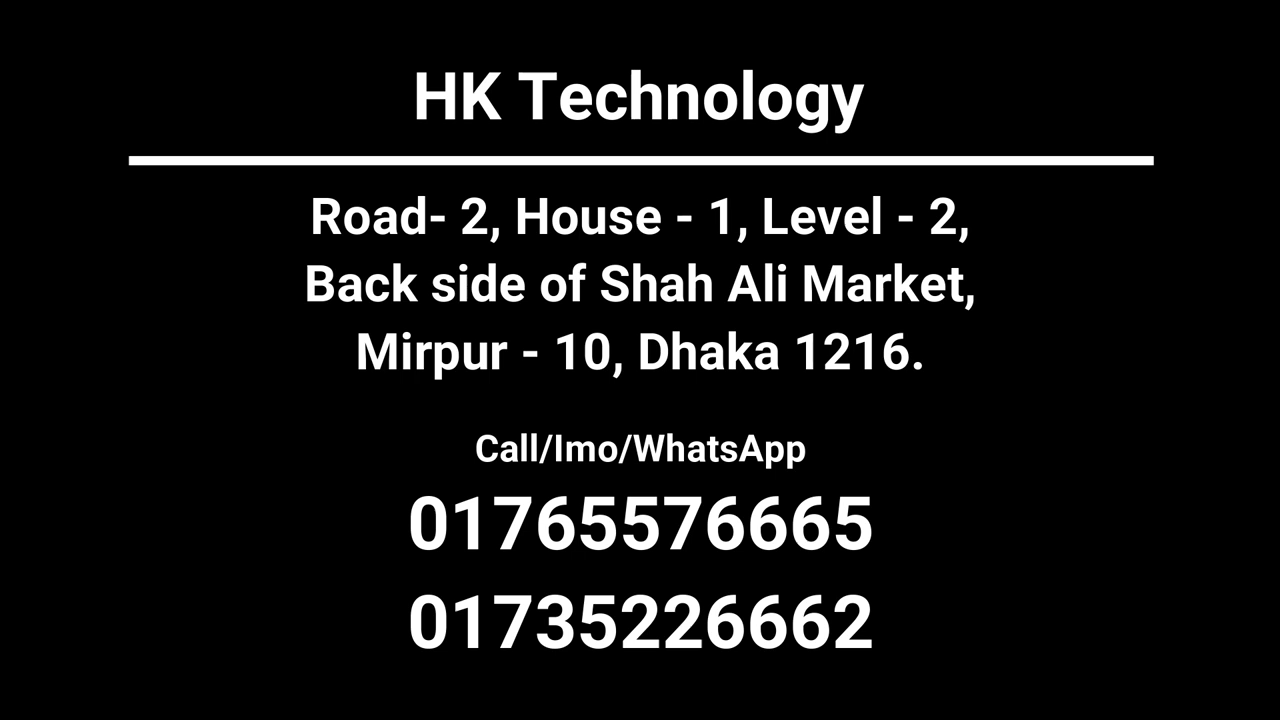 HK Technology
Road- 2, House - 1, Level - 2,
Back side of Shah Ali Market,
Mirpur - 10, Dhaka 1216.
Call/Imo/WhatsApp
01765576665
01735226662